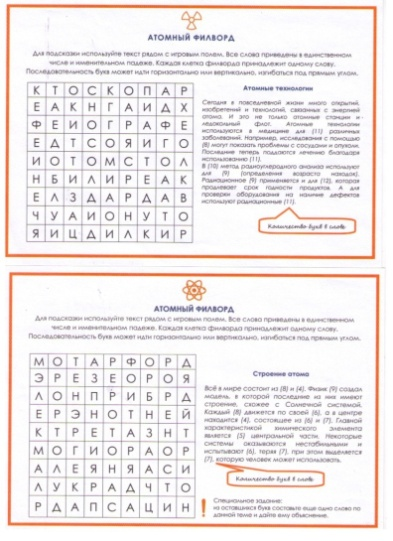 АТОМНЫЙ ФИЛВОРД
Для подсказки используйте текст рядом с игровым полем. Все слова приведены в единственном
числе и именительном падеже. Каждая клетка филворда принадлежит одному слову.
Последовательность букв может идти горизонтально или вертикально, изгибаться под прямым углом.
К Т О С К О П А Р
Е А К Н Г А И Д Х
Ф Е И О Г Р А Ф Е
Е Д Т С О Я И Г О
И О Т О М С Т О Л
Н Б И Л И Р Е А К
Е Л З Д А Р Д А В
Ч У А И О Н У Т О
Я И Ц Д И Л К И Р
Атомные технологии
Сегодня в повседневной жизни много открытий,
изобретений и технологий, связанных с энергией
атома. И это не только атомные станции и
ледокольный флот. Атомные технологии
используются в медицине для (11) различных
заболеваний. Например, исследования с помощью
(8) могут показать проблемы с сосудами и опухоли.
Последние теперь поддаются лечению благодаря
использованию (11).
В (10) метод радиоуглеродного анализа используют
для (9) (определения возраста находок).
Радиационное (9) применяется и для (12), которая
продлевает срок годности продуктов. А для
проверки оборудования на наличие дефектов
используют радиационные (11).
Количество букв в слове
АТОМНЫЙ ФИЛВОРД
Для подсказки используйте текст рядом с игровым полем. Все слова приведены в единственном
числе и именительном падеже. Каждая клетка филворда принадлежит одному слову.
Последовательность букв может идти горизонтально или вертикально, изгибаться под прямым углом.
М О Т А Р Ф О Р Д
Э Р Е З Е О Р О Я
Л О Н П Р И Б Р Д
Е Р Э Н О Т Н Е Й
К Т Р Е Т А З Н Т
М О Г И О Р А О Р
А Л Е Я Н Я А С И
Л У К Р А Д Ч Т О
Р Д А П С А Ц И Н
Строение атома
Всё в мире состоит из (8) и (4). Физик (9) создал
модель, в которой последние из них имеют
строение, схожее с Солнечной системой.
Каждый (8) движется по своей (6), а в центре
находится (4), состоящее из (6) и (7). Главной
характеристикой химического элемента
является (5) центральной части. Некоторые
системы оказываются нестабильными и
испытывают (6), теряя (7), при этом выделяется
(7), которую человек может использовать.
Количество букв в слове
Специальное задание:
из оставшихся букв составьте еще одно слово по
данной теме и дайте ему объяснение.